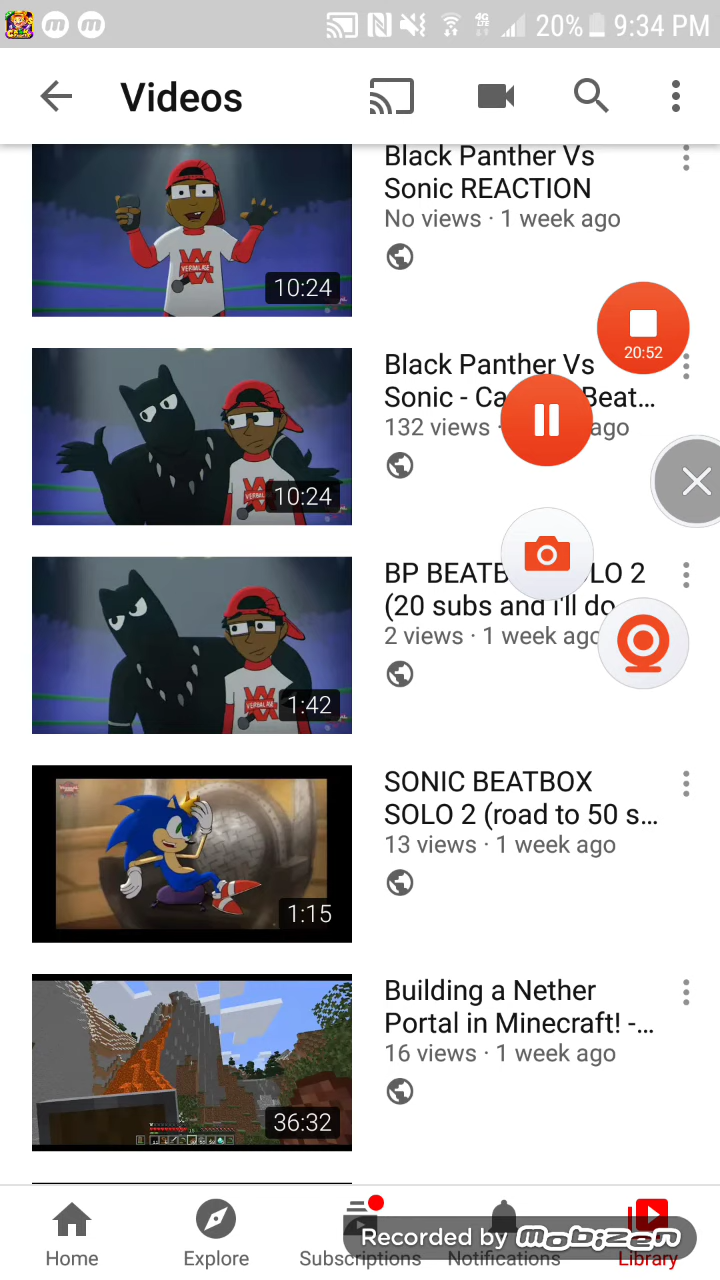 20% 9:34 PM
Videos
Black Panther Vs
Sonic REACTION
No views · 1 week ago
10:24
20:52
Black Panther Vs
Sonic - Ca Beat...
132 views · ago
10:24
BP BEATB LO 2
(20 subs and i'll do
2 views · 1 week ago
1:42
SONIC BEATBOX
SOLO 2 (road to 50 s...
13 views · 1 week ago
1:15
Building a Nether
Portal in Minecraft! -...
16 views · 1 week ago
36:32
Recorded by mobizen
Home Explore Subscriptions Notifications Library